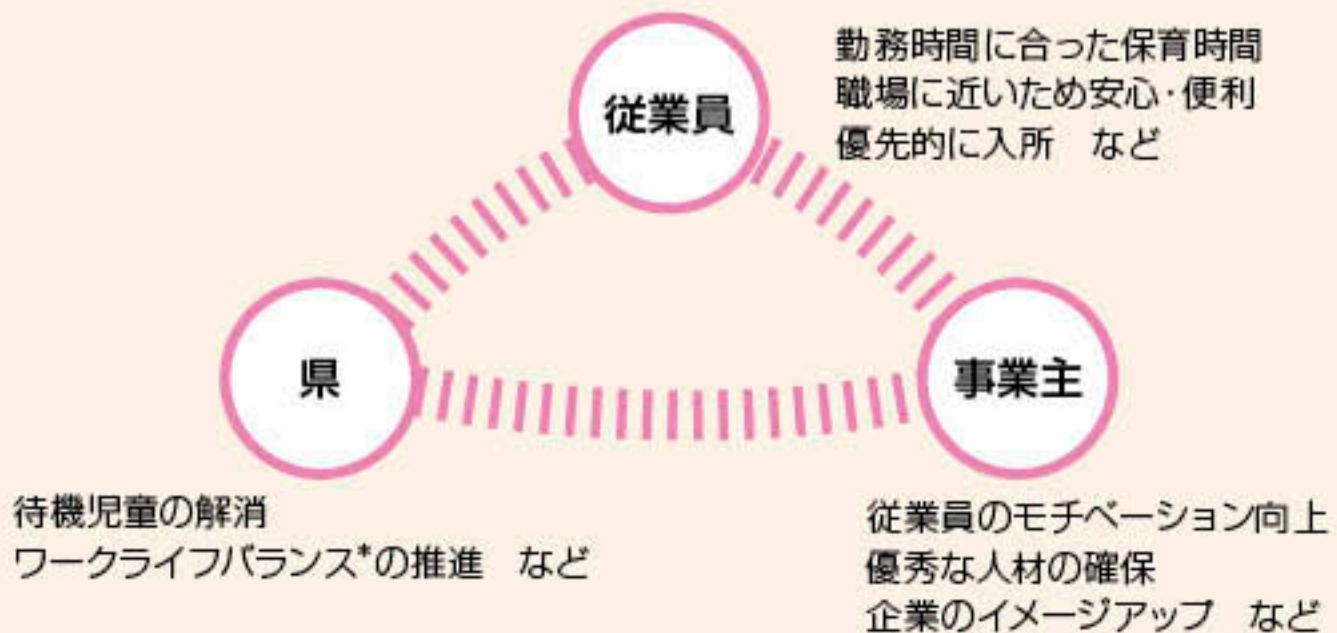 従業員
勤務時間に合った保育時間
職場に近いため安心・便利
優先的に入所　など
県
待機児童の解消
ワークライフバランス*の推進　など
事業主
従業員のモチベーション向上
優秀な人材の確保
企業のイメージアップ　など